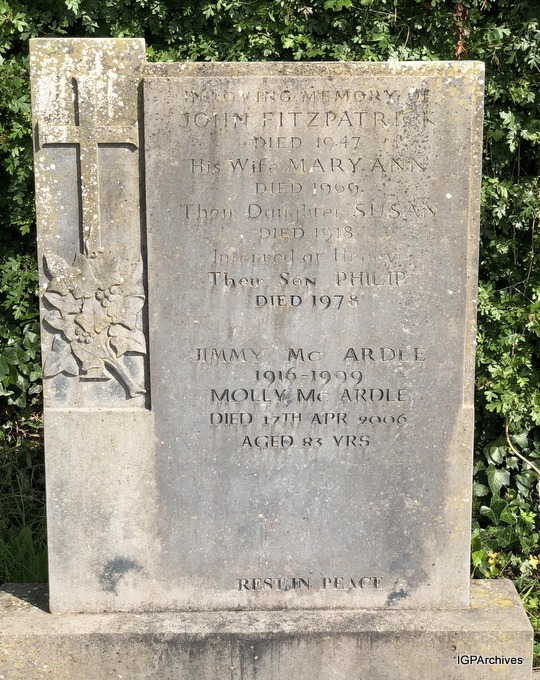 IN LOVING MEMORY OF
JOHN FITZPATRICK
DIED 1947
His Wife MARY ANN
DIED 1969
Their Daughter SUSAN
DIED 1918
Interred at
Their Son PHILIP
DIED 1978
JIMMY Mc ARDLE
1916-1999
MOLLY Mc ARDLE
DIED 17TH APR 2006
AGED 83 YRS
REST IN PEACE
IGPArchives